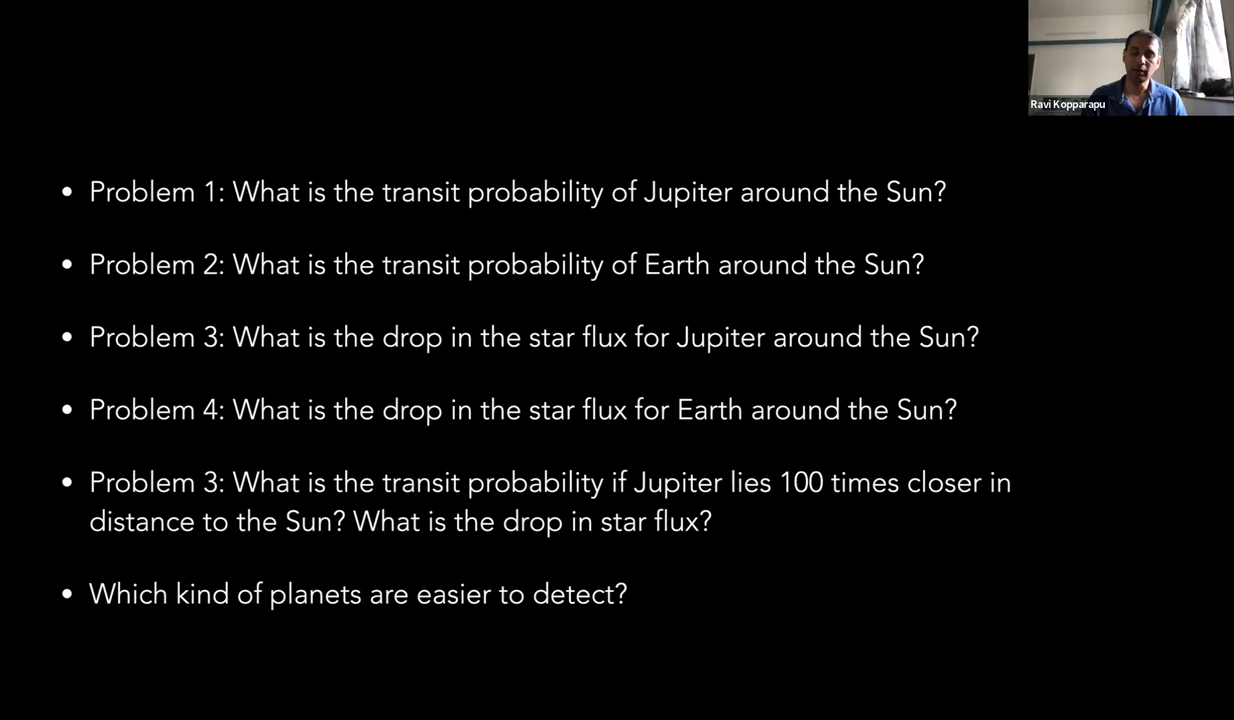 Ravi Kopparapu
• Problem 1: What is the transit probability of Jupiter around the Sun?
• Problem 2: What is the transit probability of Earth around the Sun?
• Problem 3: What is the drop in the star flux for Jupiter around the Sun?
• Problem 4: What is the drop in the star flux for Earth around the Sun?
• Problem 3: What is the transit probability if Jupiter lies 100 times closer in
distance to the Sun? What is the drop in star flux?
• Which kind of planets are easier to detect?